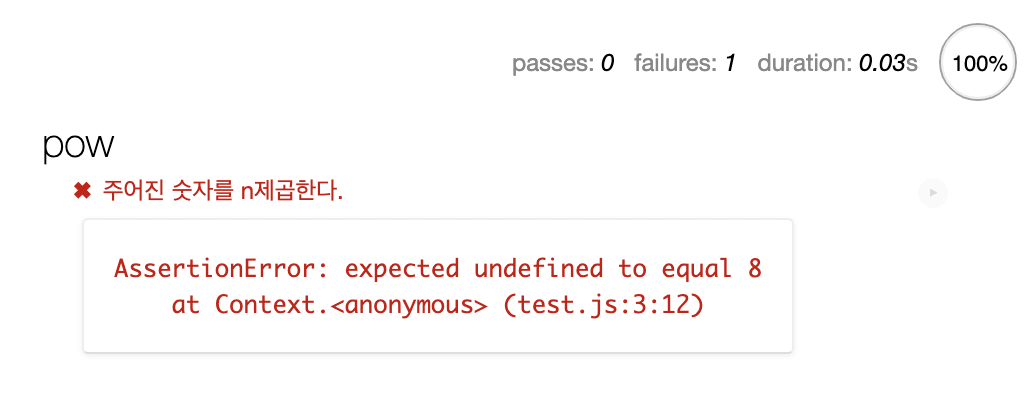 passes: 0 failures: 1 duration: 0.03s 100%
pow
✖ 주어진 숫자를 n제곱한다.
AssertionError: expected undefined to equal 8
at Context.<anonymous> (test.js:3:12)